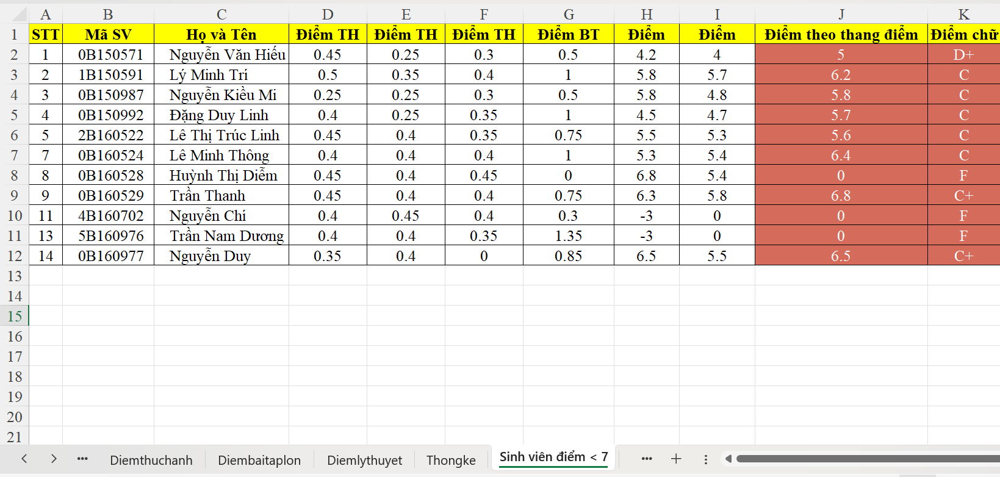 A B C D E F G H I J K
1 STT Mã SV Họ và Tên Điểm TH Điểm TH Điểm TH Điểm BT Điểm Điểm Điểm theo thang điểm Điểm chữ
2 1 0B150571 Nguyễn Văn Hiếu 0.45 0.25 0.3 0.5 4.2 4 5 D+
3 2 1B150591 Lý Minh Trí 0.5 0.35 0.4 1 5.8 5.7 6.2 C
4 3 0B150987 Nguyễn Kiều Mi 0.25 0.25 0.3 0.5 5.8 4.8 5.8 C
5 4 0B150992 Đặng Duy Linh 0.4 0.25 0.35 1 4.5 4.7 5.7 C
6 5 2B160522 Lê Thị Trúc Linh 0.45 0.4 0.35 0.75 5.5 5.3 5.6 C
7 7 0B160524 Lê Minh Thông 0.4 0.4 0.4 1 5.3 5.4 6.4 C
8 8 0B160528 Huỳnh Thị Diễm 0.45 0.4 0.45 0 6.8 5.4 0 F
9 9 0B160529 Trần Thanh 0.45 0.4 0.4 0.75 6.3 5.8 6.8 C+
10 11 4B160702 Nguyễn Chí 0.4 0.45 0.4 0.3 -3 0 0 F
11 13 5B160976 Trần Nam Dương 0.4 0.4 0.35 1.35 -3 0 0 F
12 14 0B160977 Nguyễn Duy 0.35 0.4 0 0.85 6.5 5.5 6.5 C+
13
14
15
16
17
18
19
20
21
Diemthuchanh Diembaitaplon Diemlythuyet Thongke Sinh viên điểm < 7